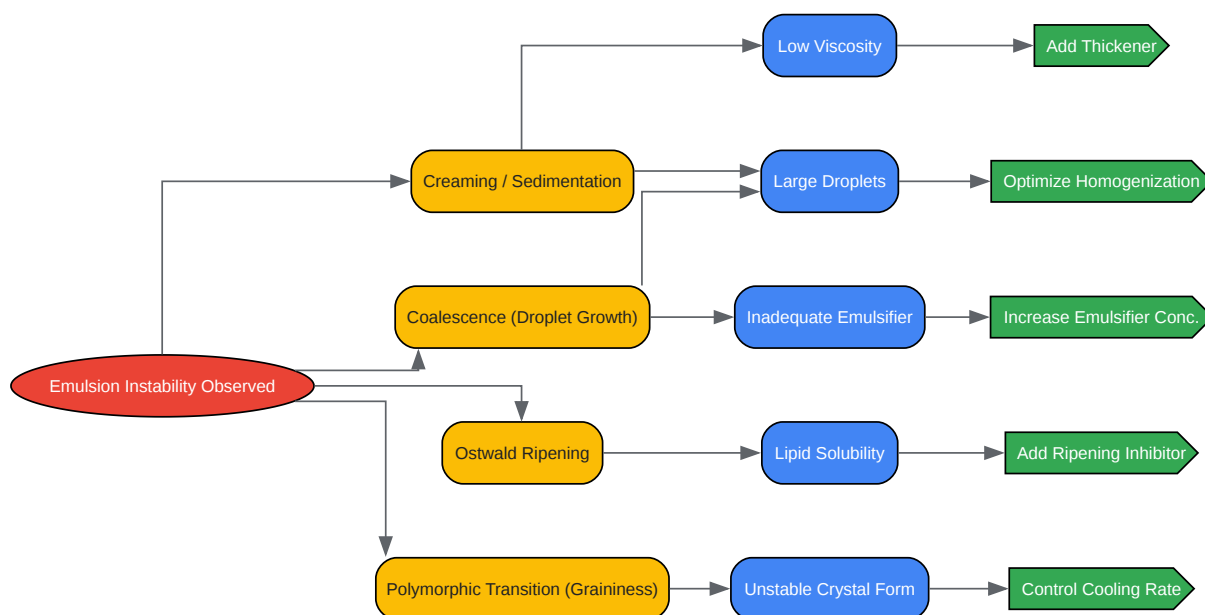 Low Viscosity
Add Thickener
Creaming / Sedimentation
Large Droplets
Optimize Homogenization
Coalescence (Droplet Growth)
Inadequate Emulsifier
Increase Emulsifier Conc.
Emulsion Instability Observed
Ostwald Ripening
Lipid Solubility
Add Ripening Inhibitor
Polymorphic Transition (Graininess)
Unstable Crystal Form
Control Cooling Rate